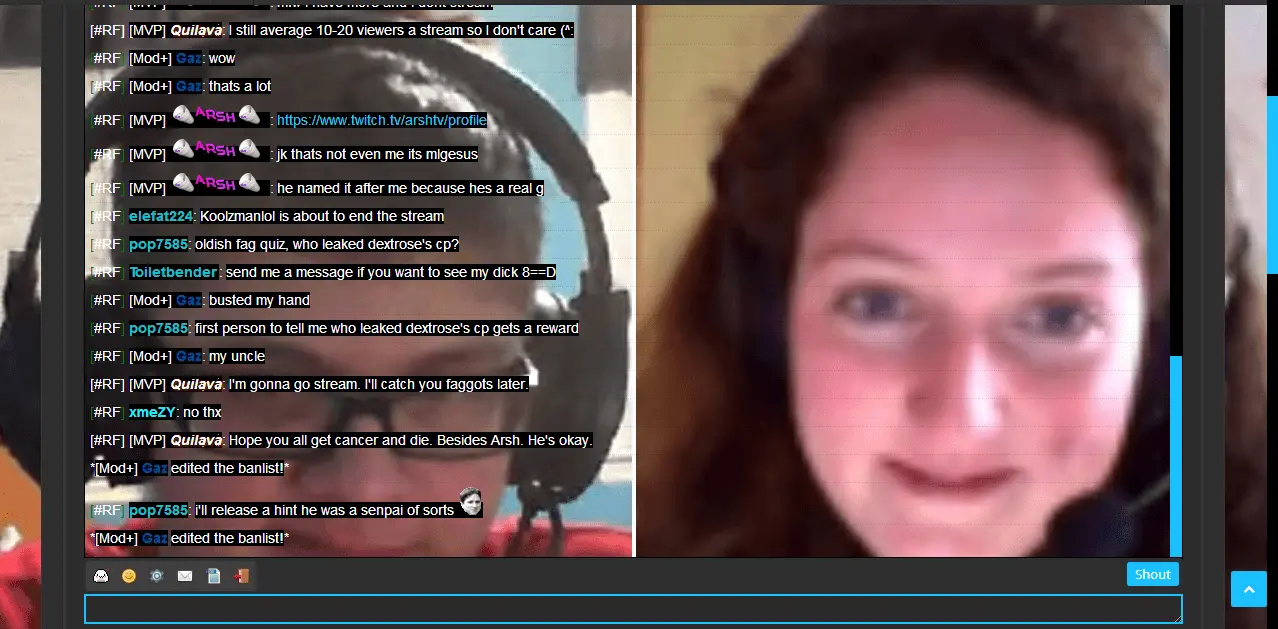 [#RF] [MVP] Quilava: I still average 10-20 viewers a stream so I don't care (^:
[#RF] [Mod+] Gaz: wow
[#RF] [Mod+] Gaz: thats a lot
[#RF] [MVP] ARSH : https://www.twitch.tv/arshtv/profile
[#RF] [MVP] ARSH : jk thats not even me its mlgesus
[#RF] [MVP] ARSH : he named it after me because hes a real g
[#RF] elefat224: Koolzmanlol is about to end the stream
[#RF] pop7585: oldish fag quiz, who leaked dextrose's cp?
[#RF] Toiletbender: send me a message if you want to see my dick 8==D
[#RF] [Mod+] Gaz: busted my hand
[#RF] pop7585: first person to tell me who leaked dextrose's cp gets a reward
[#RF] [Mod+] Gaz: my uncle
[#RF] [MVP] Quilava: I'm gonna go stream. I'll catch you faggots later.
[#RF] xmeZY: no thx
[#RF] [MVP] Quilava: Hope you all get cancer and die. Besides Arsh. He's okay.
*[Mod+] Gaz edited the banlist!*
[#RF] pop7585: i'll release a hint he was a senpai of sorts
*[Mod+] Gaz edited the banlist!*
Shout